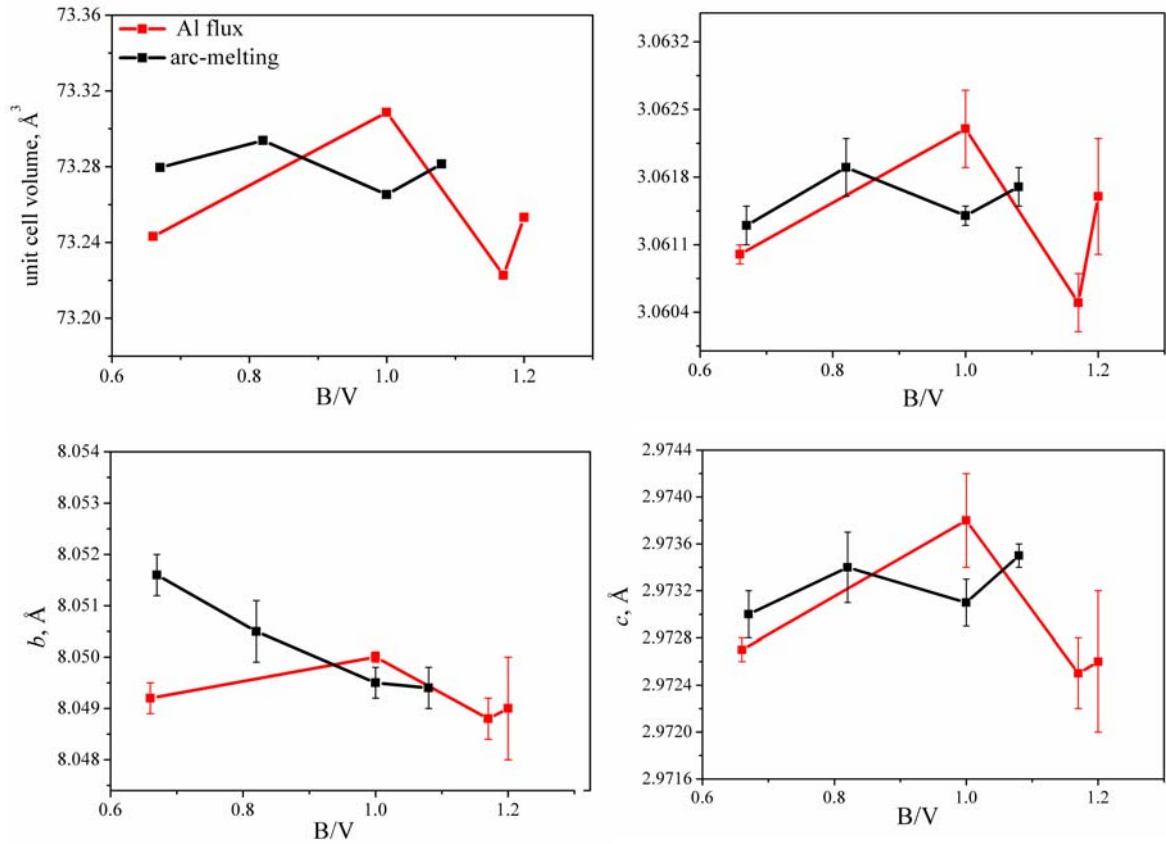 73.36
73.32
73.28
73.24
73.20
unit cell volume, Å³
Al flux
arc-melting
0.6 0.8 1.0 1.2
B/V
3.0632
3.0625
3.0618
3.0611
3.0604
0.6 0.8 1.0 1.2
B/V
8.054
8.053
8.052
8.051
8.050
8.049
8.048
b, Å
0.6 0.8 1.0 1.2
B/V
2.9744
2.9740
2.9736
2.9732
2.9728
2.9724
2.9720
2.9716
c, Å
0.6 0.8 1.0 1.2
B/V